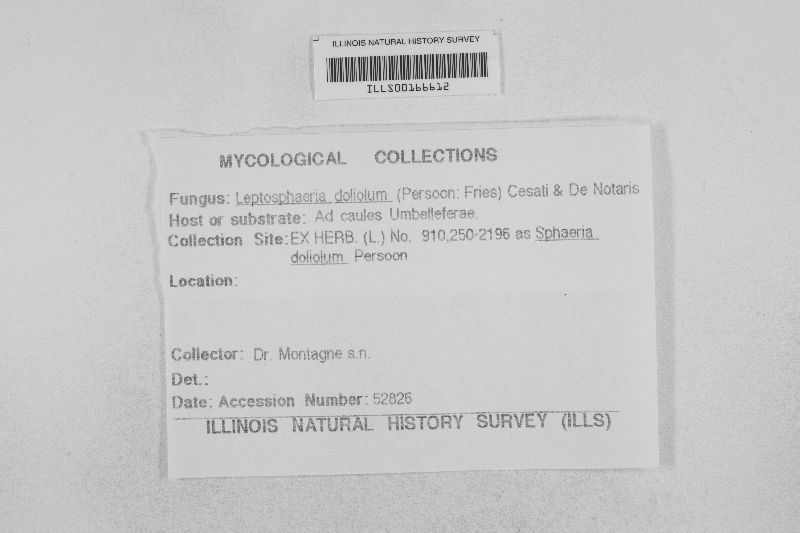 ILLINOIS NATURAL HISTORY SURVEY
ILLS00166612
MYCOLOGICAL COLLECTIONS
Fungus: Leptosphaeria doliolum (Persoon: Fries) Cesati & De Notaris
Host or substrate: Ad caules Umbelleferae.
Collection Site: EX HERB. (L.) No. 910,250-2196 as Sphaeria
doliolum Persoon
Location:
Collector: Dr. Montagne s.n.
Det.:
Date: Accession Number: 52826
ILLINOIS NATURAL HISTORY SURVEY (ILLS)